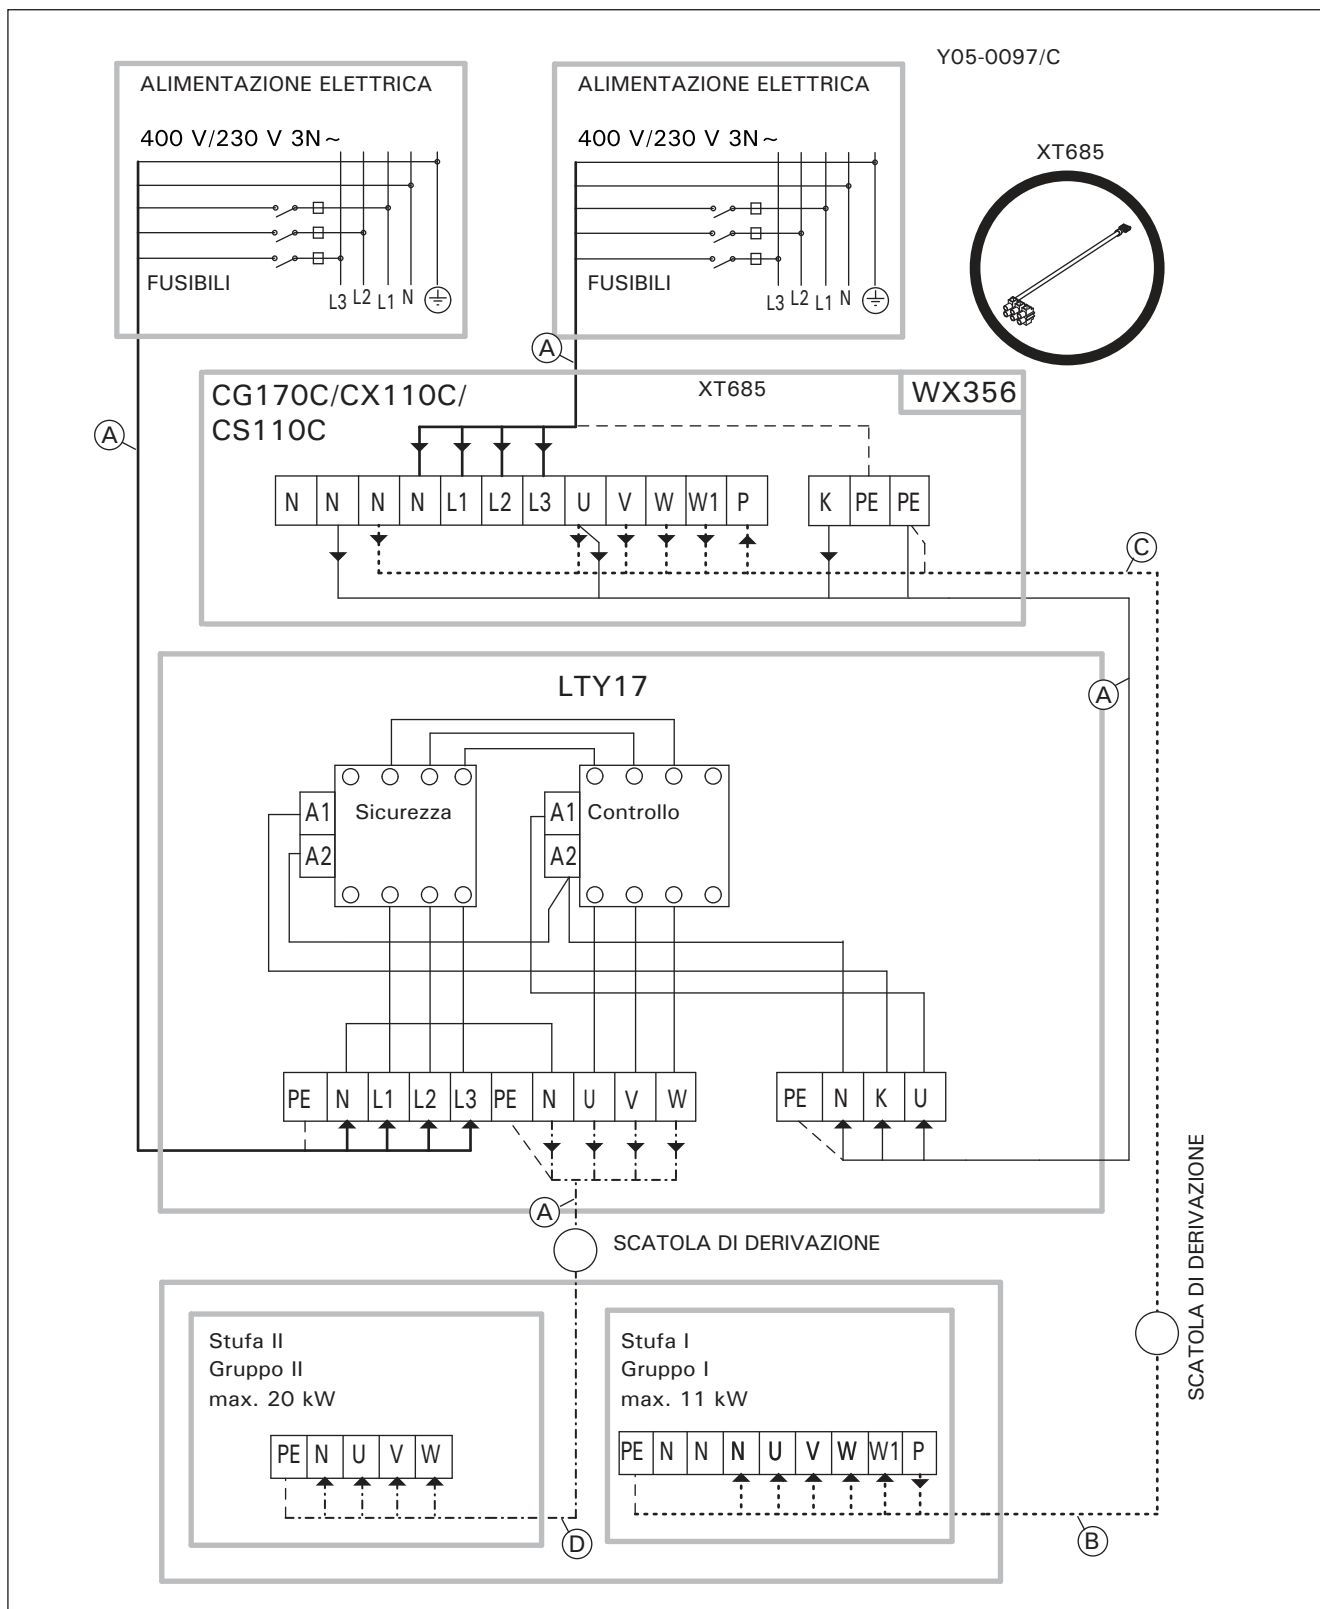 Y05-0097/C
ALIMENTAZIONE ELETTRICA
400 V/230 V 3N~
FUSIBILI
L3 L2 L1 N
ALIMENTAZIONE ELETTRICA
400 V/230 V 3N~
FUSIBILI
L3 L2 L1 N
XT685
A
A
CG170C/CX110C/
CS110C
XT685
WX356
N N N N L1 L2 L3 U V W W1 P
K PE PE
C
A
LTY17
Sicurezza
A1
A2
Controllo
A1
A2
PE N L1 L2 L3 PE N U V W
PE N K U
A
SCATOLA DI DERIVAZIONE
SCATOLA DI DERIVAZIONE
Stufa II
Gruppo II
max. 20 kW
PE N U V W
D
Stufa I
Gruppo I
max. 11 kW
PE N N N U V W W1 P
B